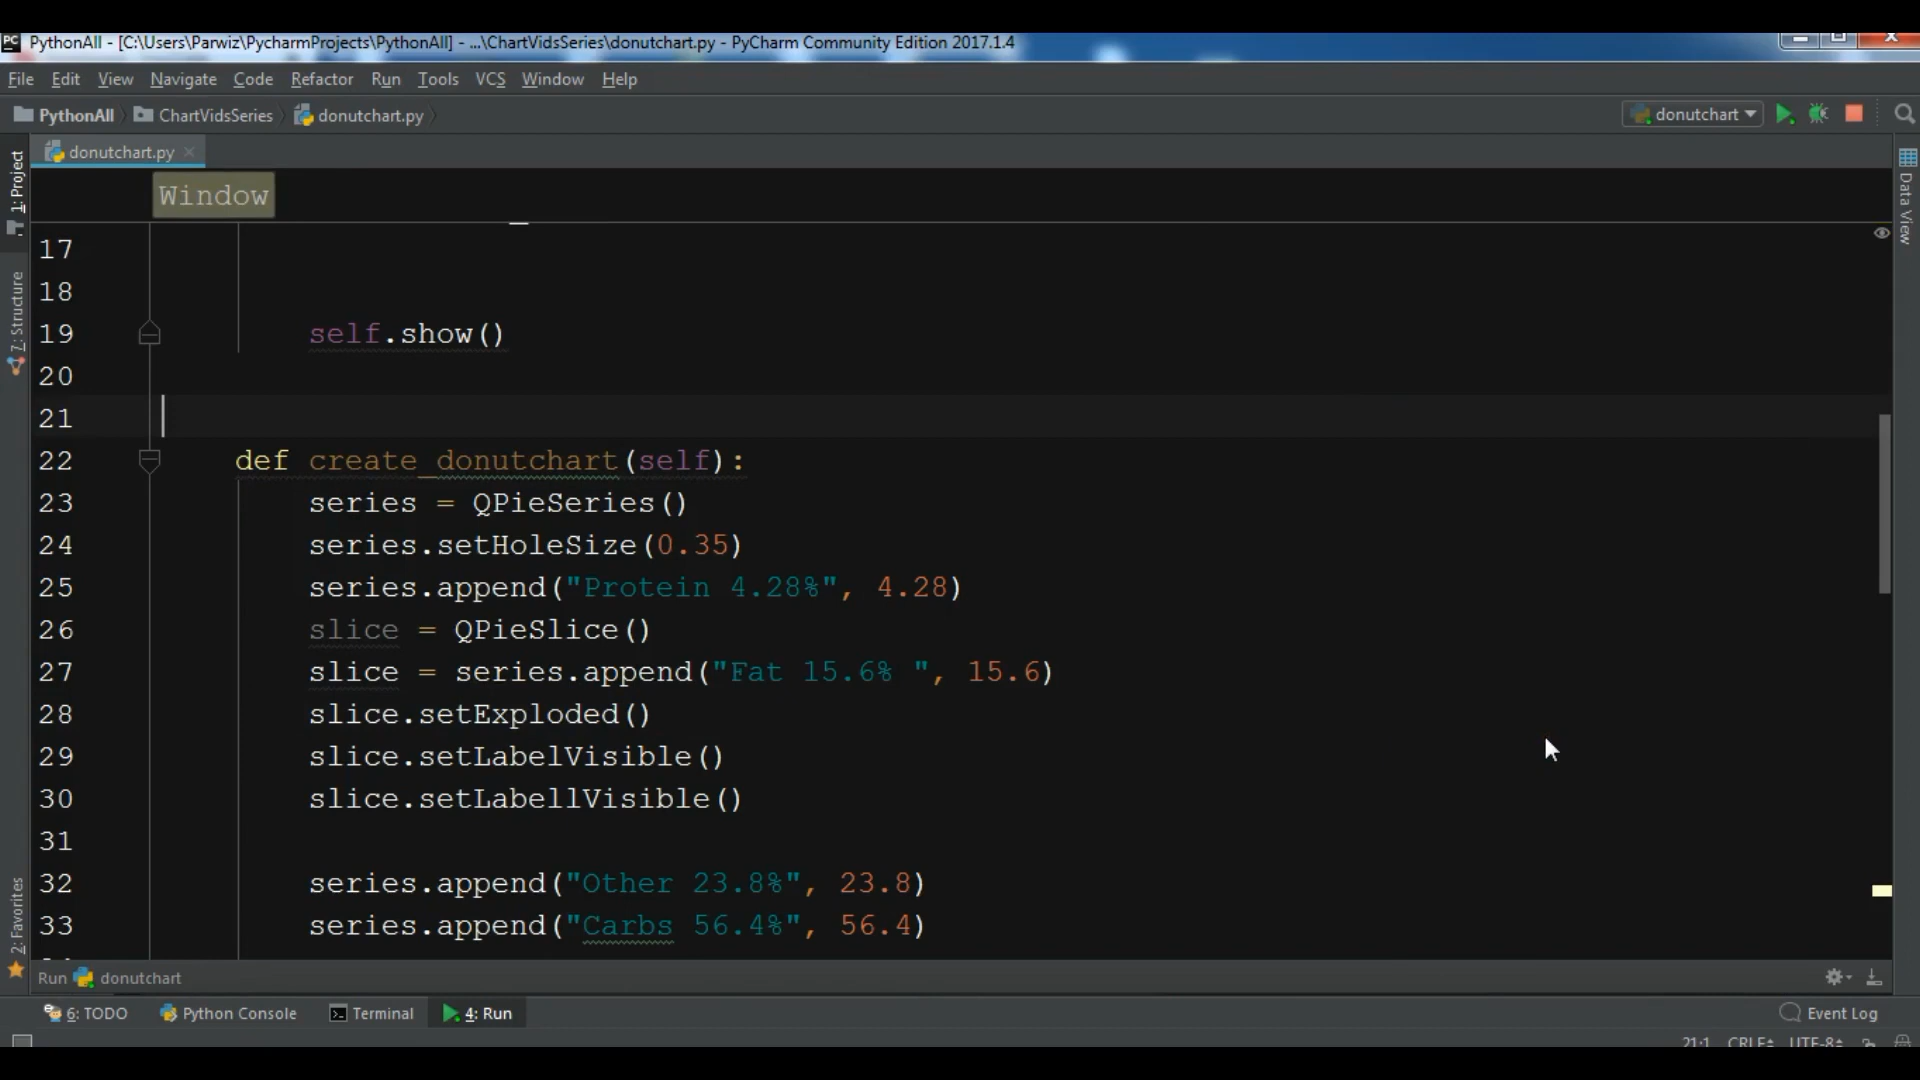 PC PythonAll - [C:\Users\Parwiz\PycharmProjects\PythonAll] - ...\ChartVidsSeries\donutchart.py - PyCharm Community Edition 2017.1.4
File Edit View Navigate Code Refactor Run Tools VCS Window Help
PythonAll ChartVidsSeries donutchart.py donutchart
donutchart.py
1: Project
7: Structure
2: Favorites
Data View
Window
17
18
19 self.show()
20
21
22 def create_donutchart(self):
23 series = QPieSeries()
24 series.setHoleSize(0.35)
25 series.append("Protein 4.28%", 4.28)
26 slice = QPieSlice()
27 slice = series.append("Fat 15.6% ", 15.6)
28 slice.setExploded()
29 slice.setLabelVisible()
30 slice.setLabellVisible()
31
32 series.append("Other 23.8%", 23.8)
33 series.append("Carbs 56.4%", 56.4)
Run donutchart
6: TODO Python Console Terminal 4: Run Event Log
21:1 CRLF UTF-8